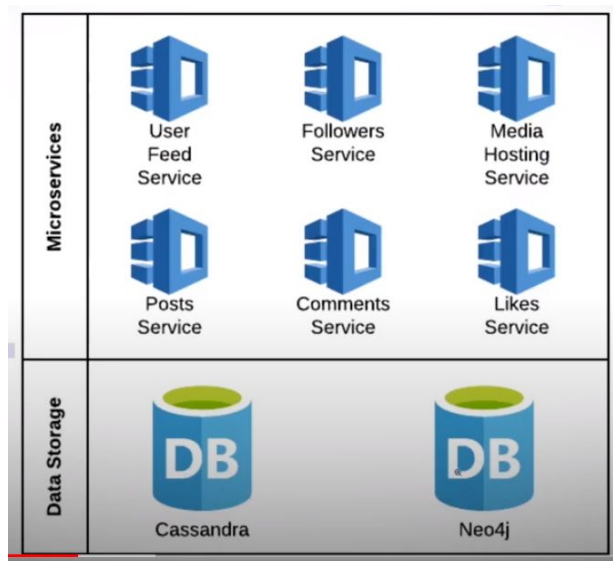 Microservices
User
Feed
Service
Followers
Service
Media
Hosting
Service
Posts
Service
Comments
Service
Likes
Service
Data Storage
DB
DB
Cassandra
Neo4j